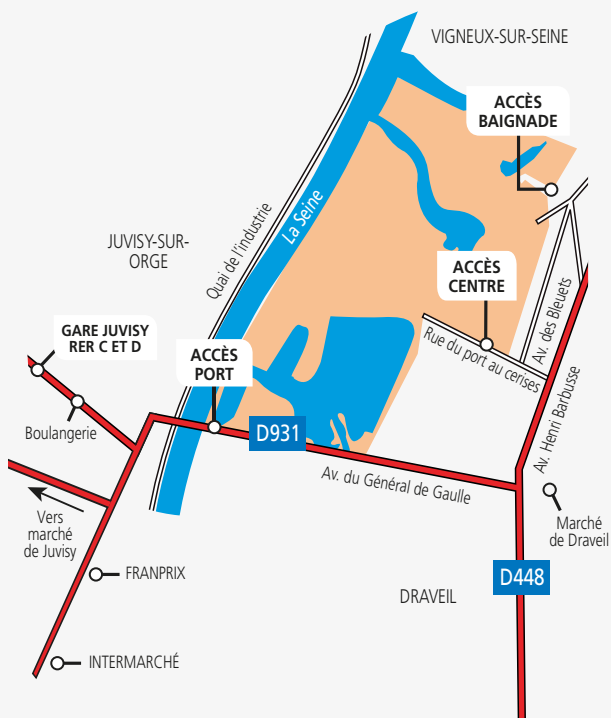 VIGNEUX-SUR-SEINE
ACCÈS
BAIGNADE
La Seine
Quai de l'industrie
JUVISY-SUR-
ORGE
ACCÈS
CENTRE
Av. des Bleuets
GARE JUVISY
RER C ET D
ACCÈS
PORT
Rue du port au cerises
Av. Henri Barbusse
Boulangerie
D931
Av. du Général de Gaulle
Vers
marché
de Juvisy
Marché
de Draveil
FRANPRIX
D448
DRAVEIL
INTERMARCHÉ